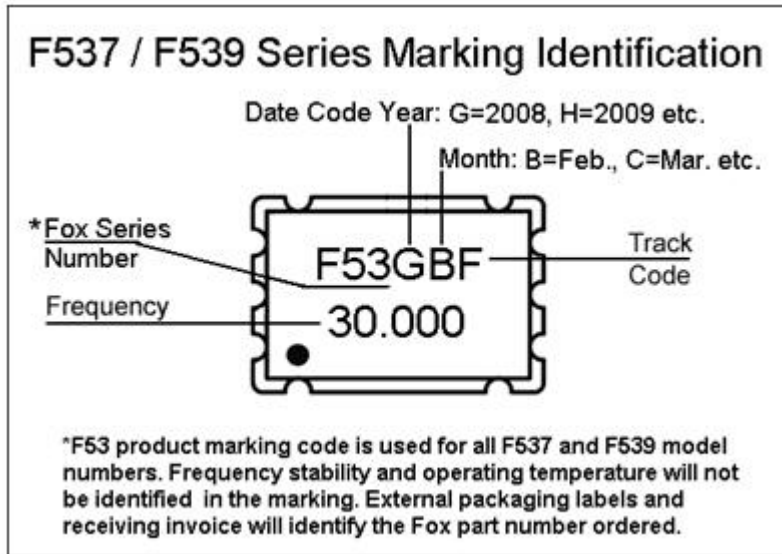 F537 / F539 Series Marking Identification
Date Code Year: G=2008, H=2009 etc.
Month: B=Feb., C=Mar. etc.
*Fox Series
Number
F53GBF
Track
Code
Frequency
30.000
*F53 product marking code is used for all F537 and F539 model
numbers. Frequency stability and operating temperature will not
be identified in the marking. External packaging labels and
receiving invoice will identify the Fox part number ordered.